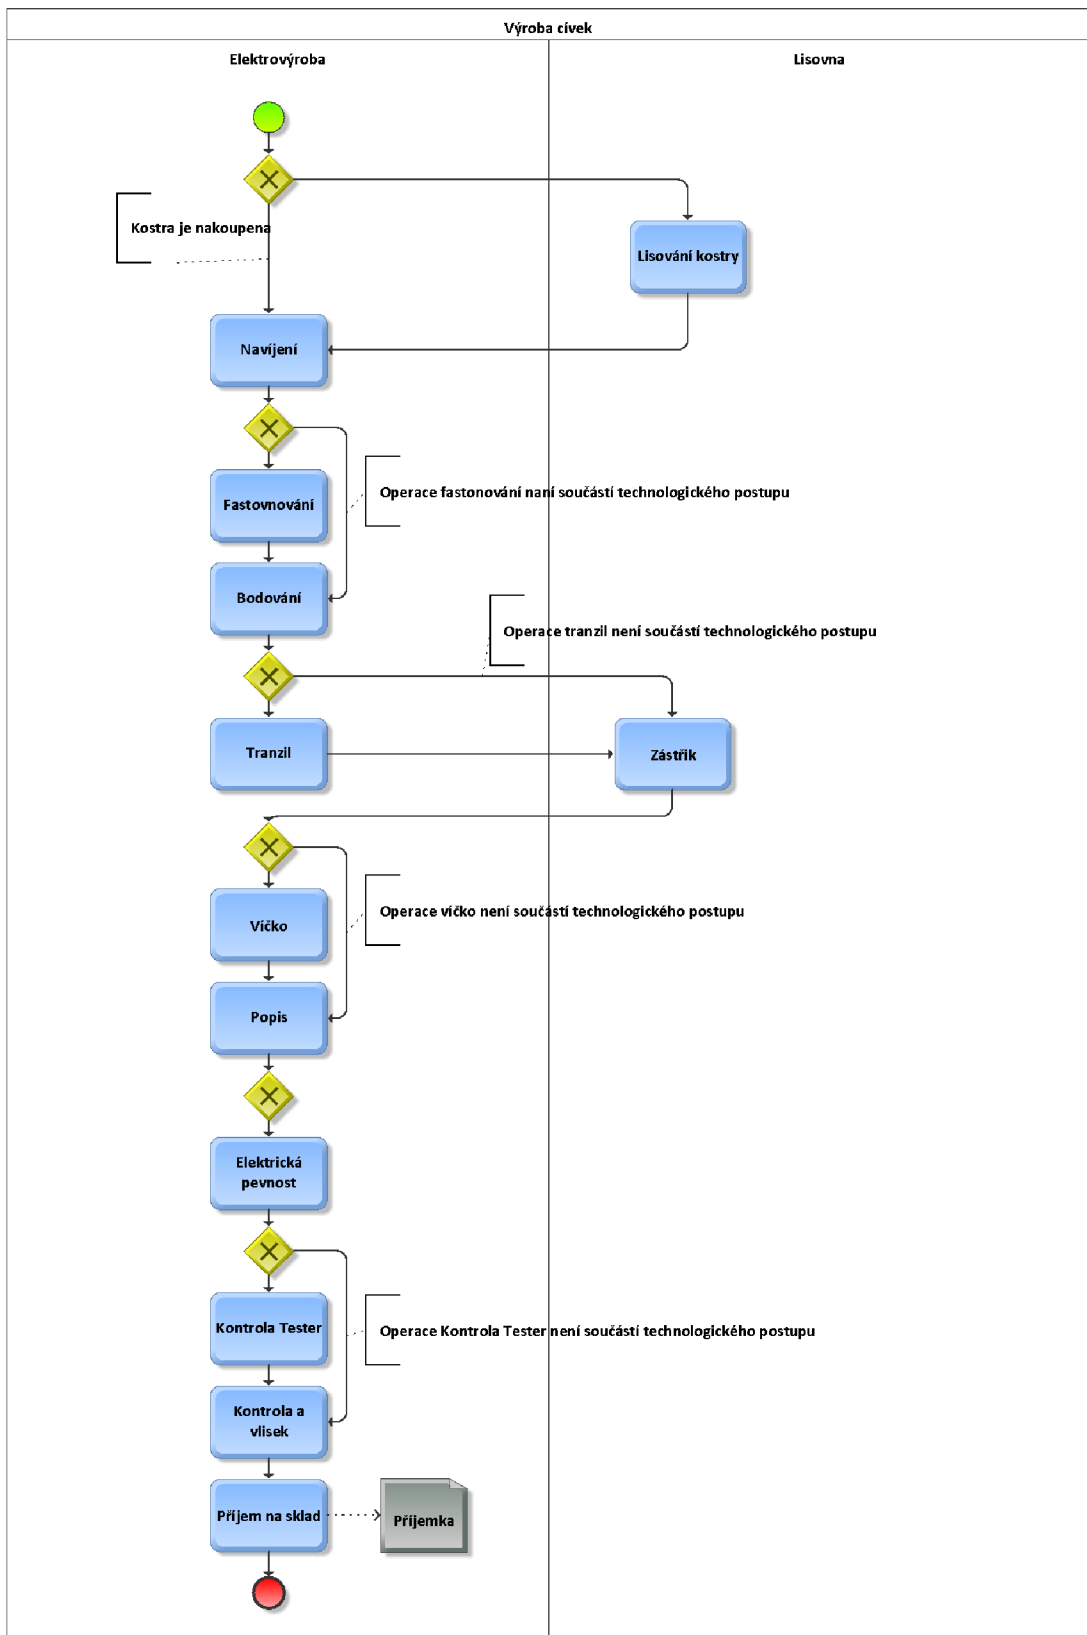 Výroba cívek
Elektrovýroba
Lisovna
Kostra je nakoupena
Lisování kostry
Navíjení
Operace fastonování naní součástí technologického postupu
Fastovnování
Bodování
Operace tranzil není součástí technologického postupu
Tranzil
Zástřik
Operace víčko není součástí technologického postupu
Víčko
Popis
Elektrická
pevnost
Kontrola Tester
Operace Kontrola Tester není součástí technologického postupu
Kontrola a
vlisek
Příjem na sklad
Příjemka